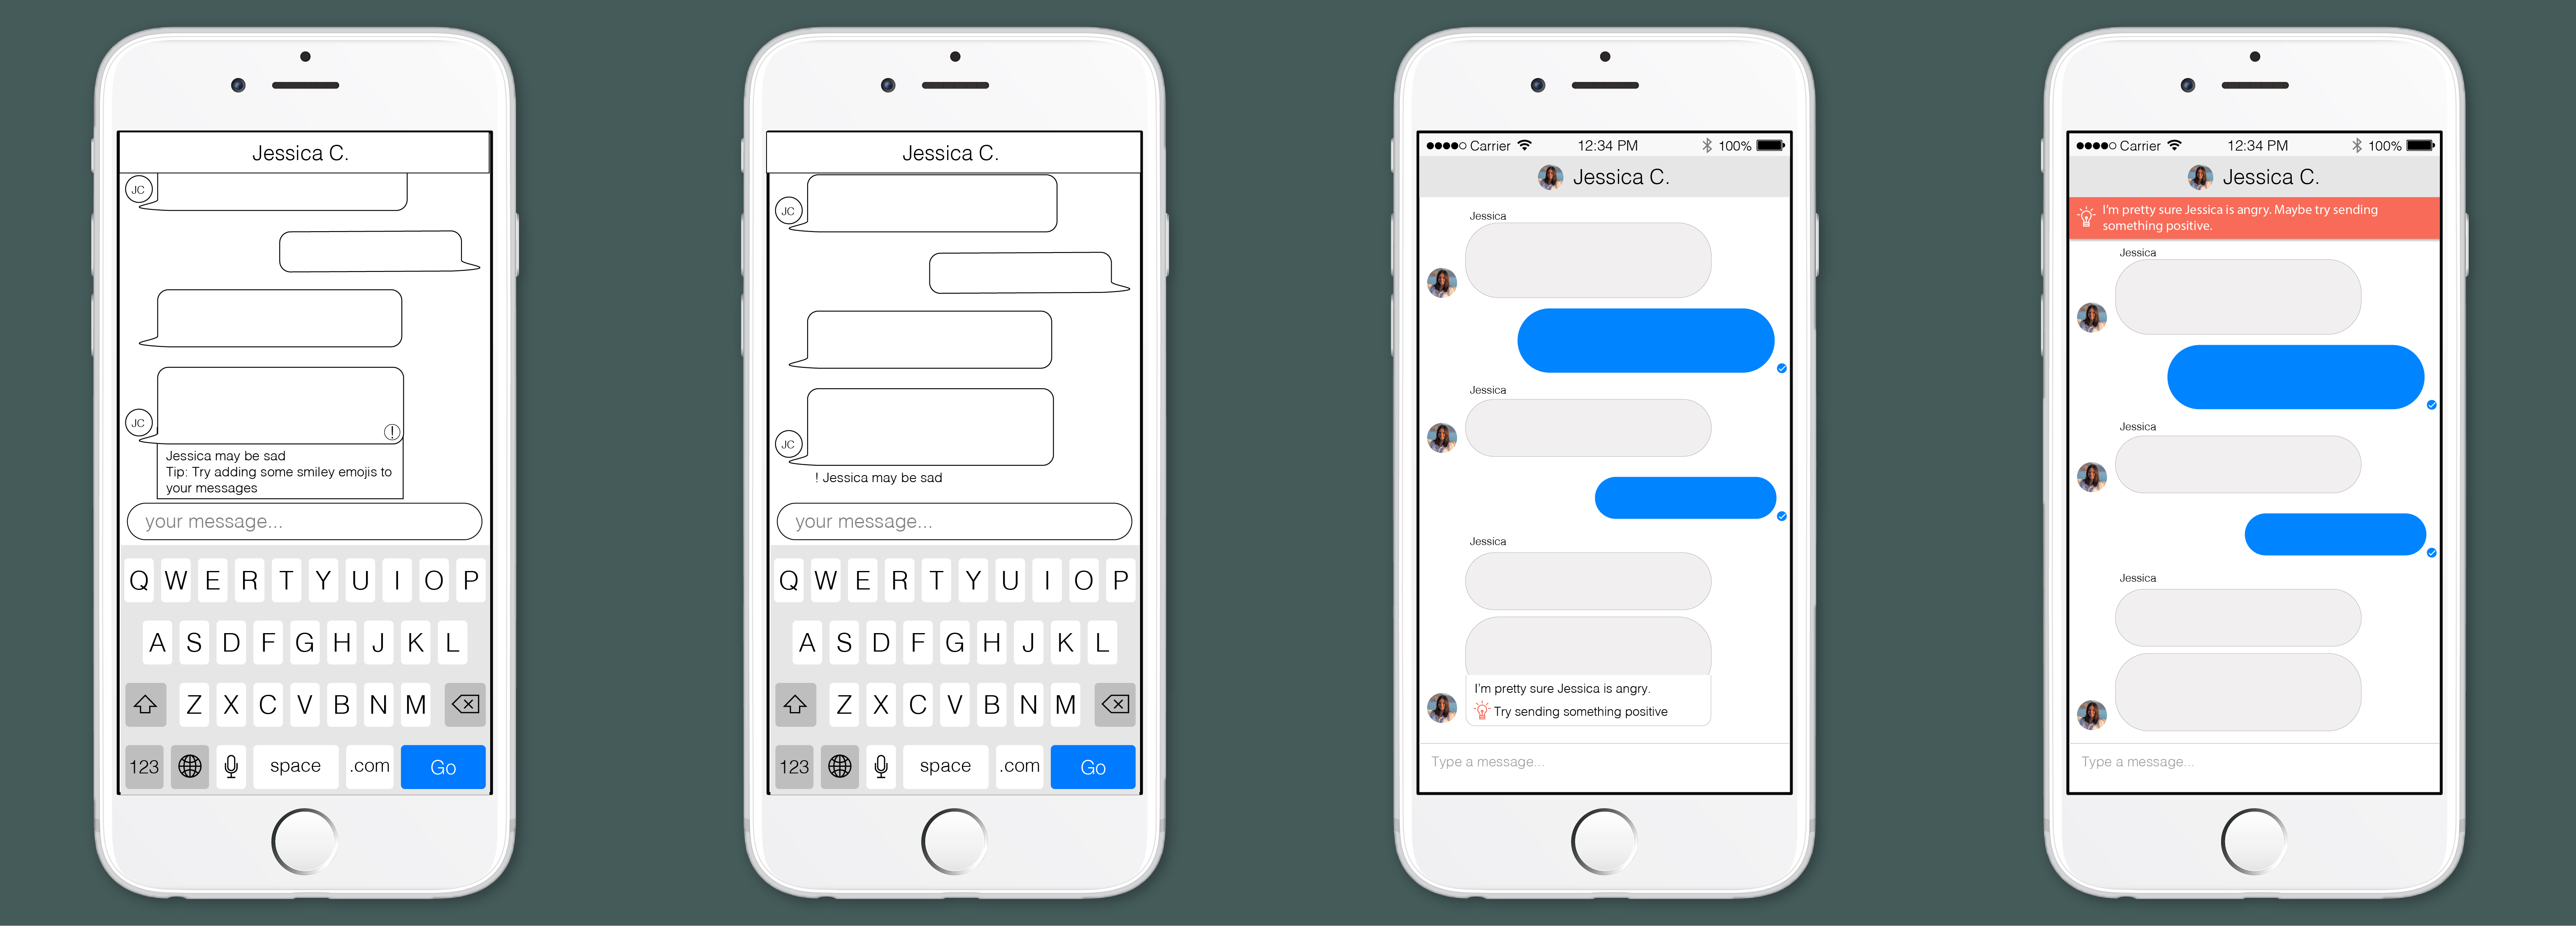 Jessica C.
JC
JC
!
Jessica may be sad
Tip: Try adding some smiley emojis to
your messages
your message...
Q W E R T Y U I O P
A S D F G H J K L
Z X C V B N M
123 space .com Go
Jessica C.
JC
JC
! Jessica may be sad
your message...
Q W E R T Y U I O P
A S D F G H J K L
Z X C V B N M
123 space .com Go
Carrier 12:34 PM 100%
Jessica C.
Jessica
Jessica
Jessica
I'm pretty sure Jessica is angry.
Try sending something positive
Type a message...
Carrier 12:34 PM 100%
Jessica C.
I'm pretty sure Jessica is angry. Maybe try sending
something positive.
Jessica
Jessica
Jessica
Type a message...